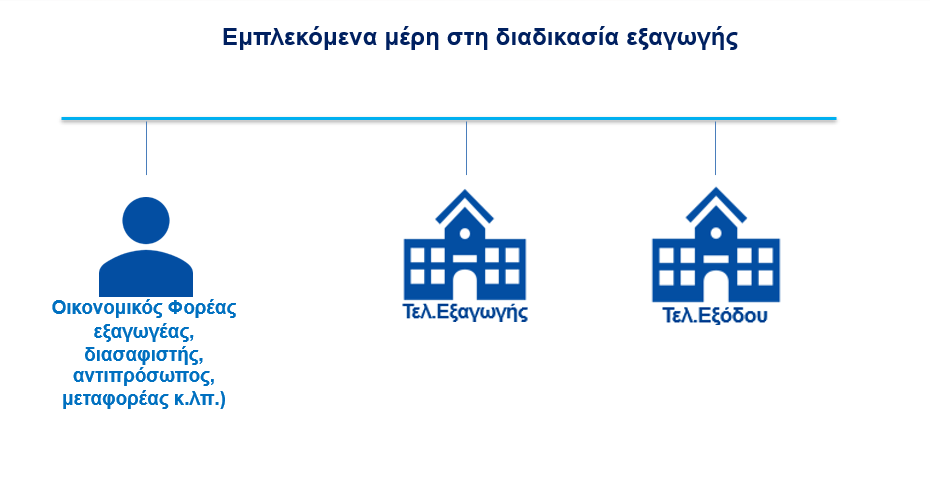 Εμπλεκόμενα μέρη στη διαδικασία εξαγωγής
Οικονομικός Φορέας
εξαγωγέας,
διασαφιστής,
αντιπρόσωπος,
μεταφορέας κ.λπ.)
Τελ.Εξαγωγής
Τελ.Εξόδου